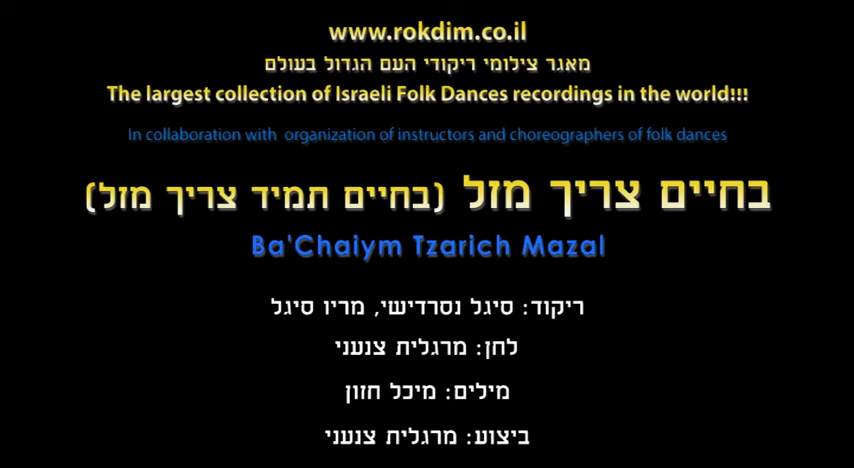 www.rokdim.co.il
מאגר צילומי ריקודי העם הגדול בעולם
The largest collection of Israeli Folk Dances recordings in the world!!!
In collaboration with organization of instructors and choreographers of folk dances
בחיים צריך מזל (בחיים תמיד צריך מזל)
Ba'Chaiym Tzarich Mazal
ריקוד: סיגל נסרדישי, מריו סיגל
לחן: מרגלית צנעני
מילים: מיכל חזון
ביצוע: מרגלית צנעני